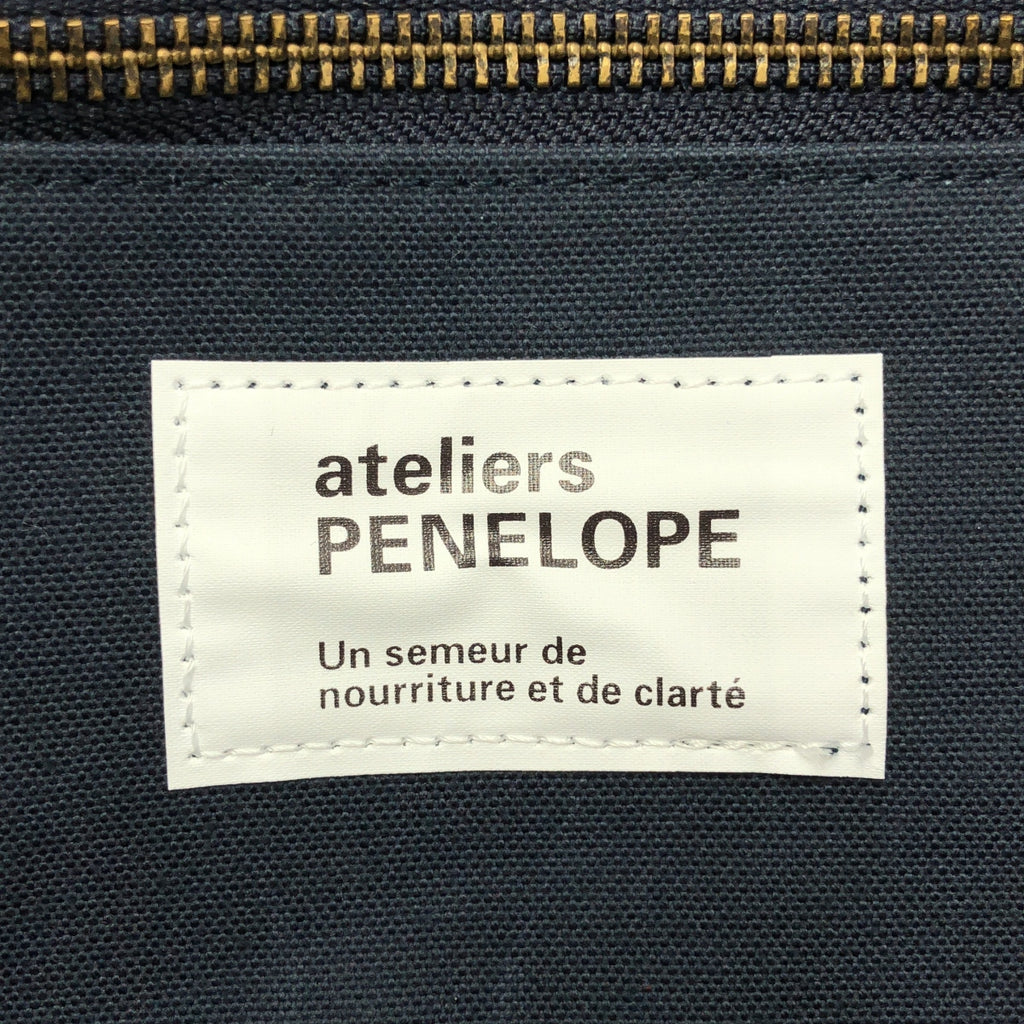 ateliers
PENELOPE
Un semeur de
nourriture et de clarté